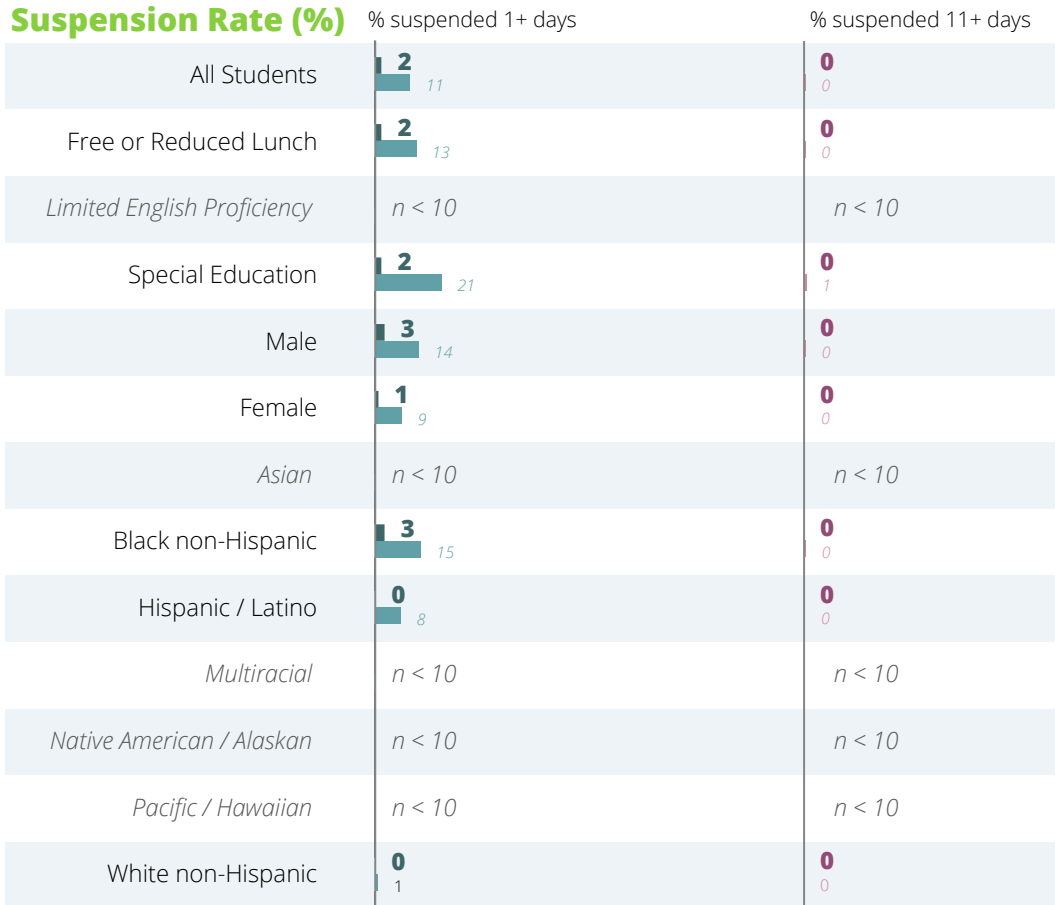 Suspension Rate (%) % suspended 1+ days % suspended 11+ days
All Students 2 0
11 0
Free or Reduced Lunch 2 0
13 0
Limited English Proficiency n < 10 n < 10
Special Education 2 0
21 1
Male 3 0
14 0
Female 1 0
9 0
Asian n < 10 n < 10
Black non-Hispanic 3 0
15 0
Hispanic / Latino 0 0
8 0
Multiracial n < 10 n < 10
Native American / Alaskan n < 10 n < 10
Pacific / Hawaiian n < 10 n < 10
White non-Hispanic 0 0
1 0